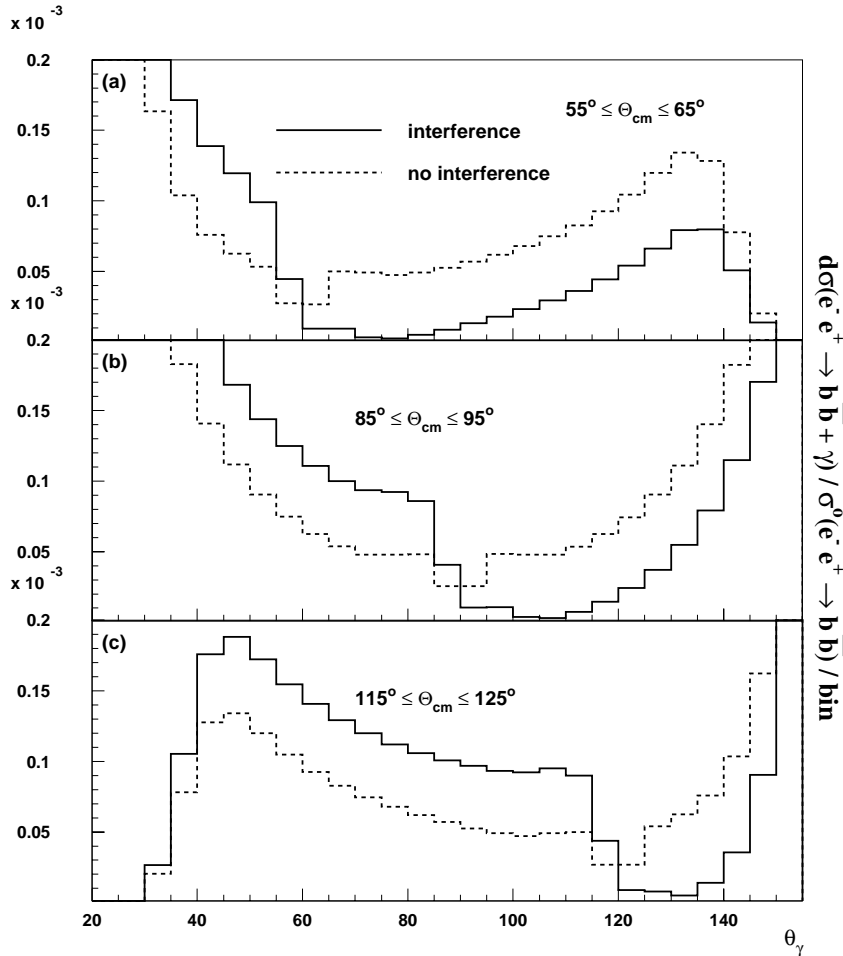 x 10⁻³
0.2
(a)
55° ≤ Θcm ≤ 65°
interference
no interference
0.15
0.1
0.05
x 10⁻³
0.2
(b)
85° ≤ Θcm ≤ 95°
0.15
0.1
0.05
x 10⁻³
0.2
(c)
115° ≤ Θcm ≤ 125°
0.15
0.1
0.05
20 40 60 80 100 120 140
θγ
dσ(e⁻ e⁺ → b b̅ + γ) / σ⁰(e⁻ e⁺ → b b̅) / bin